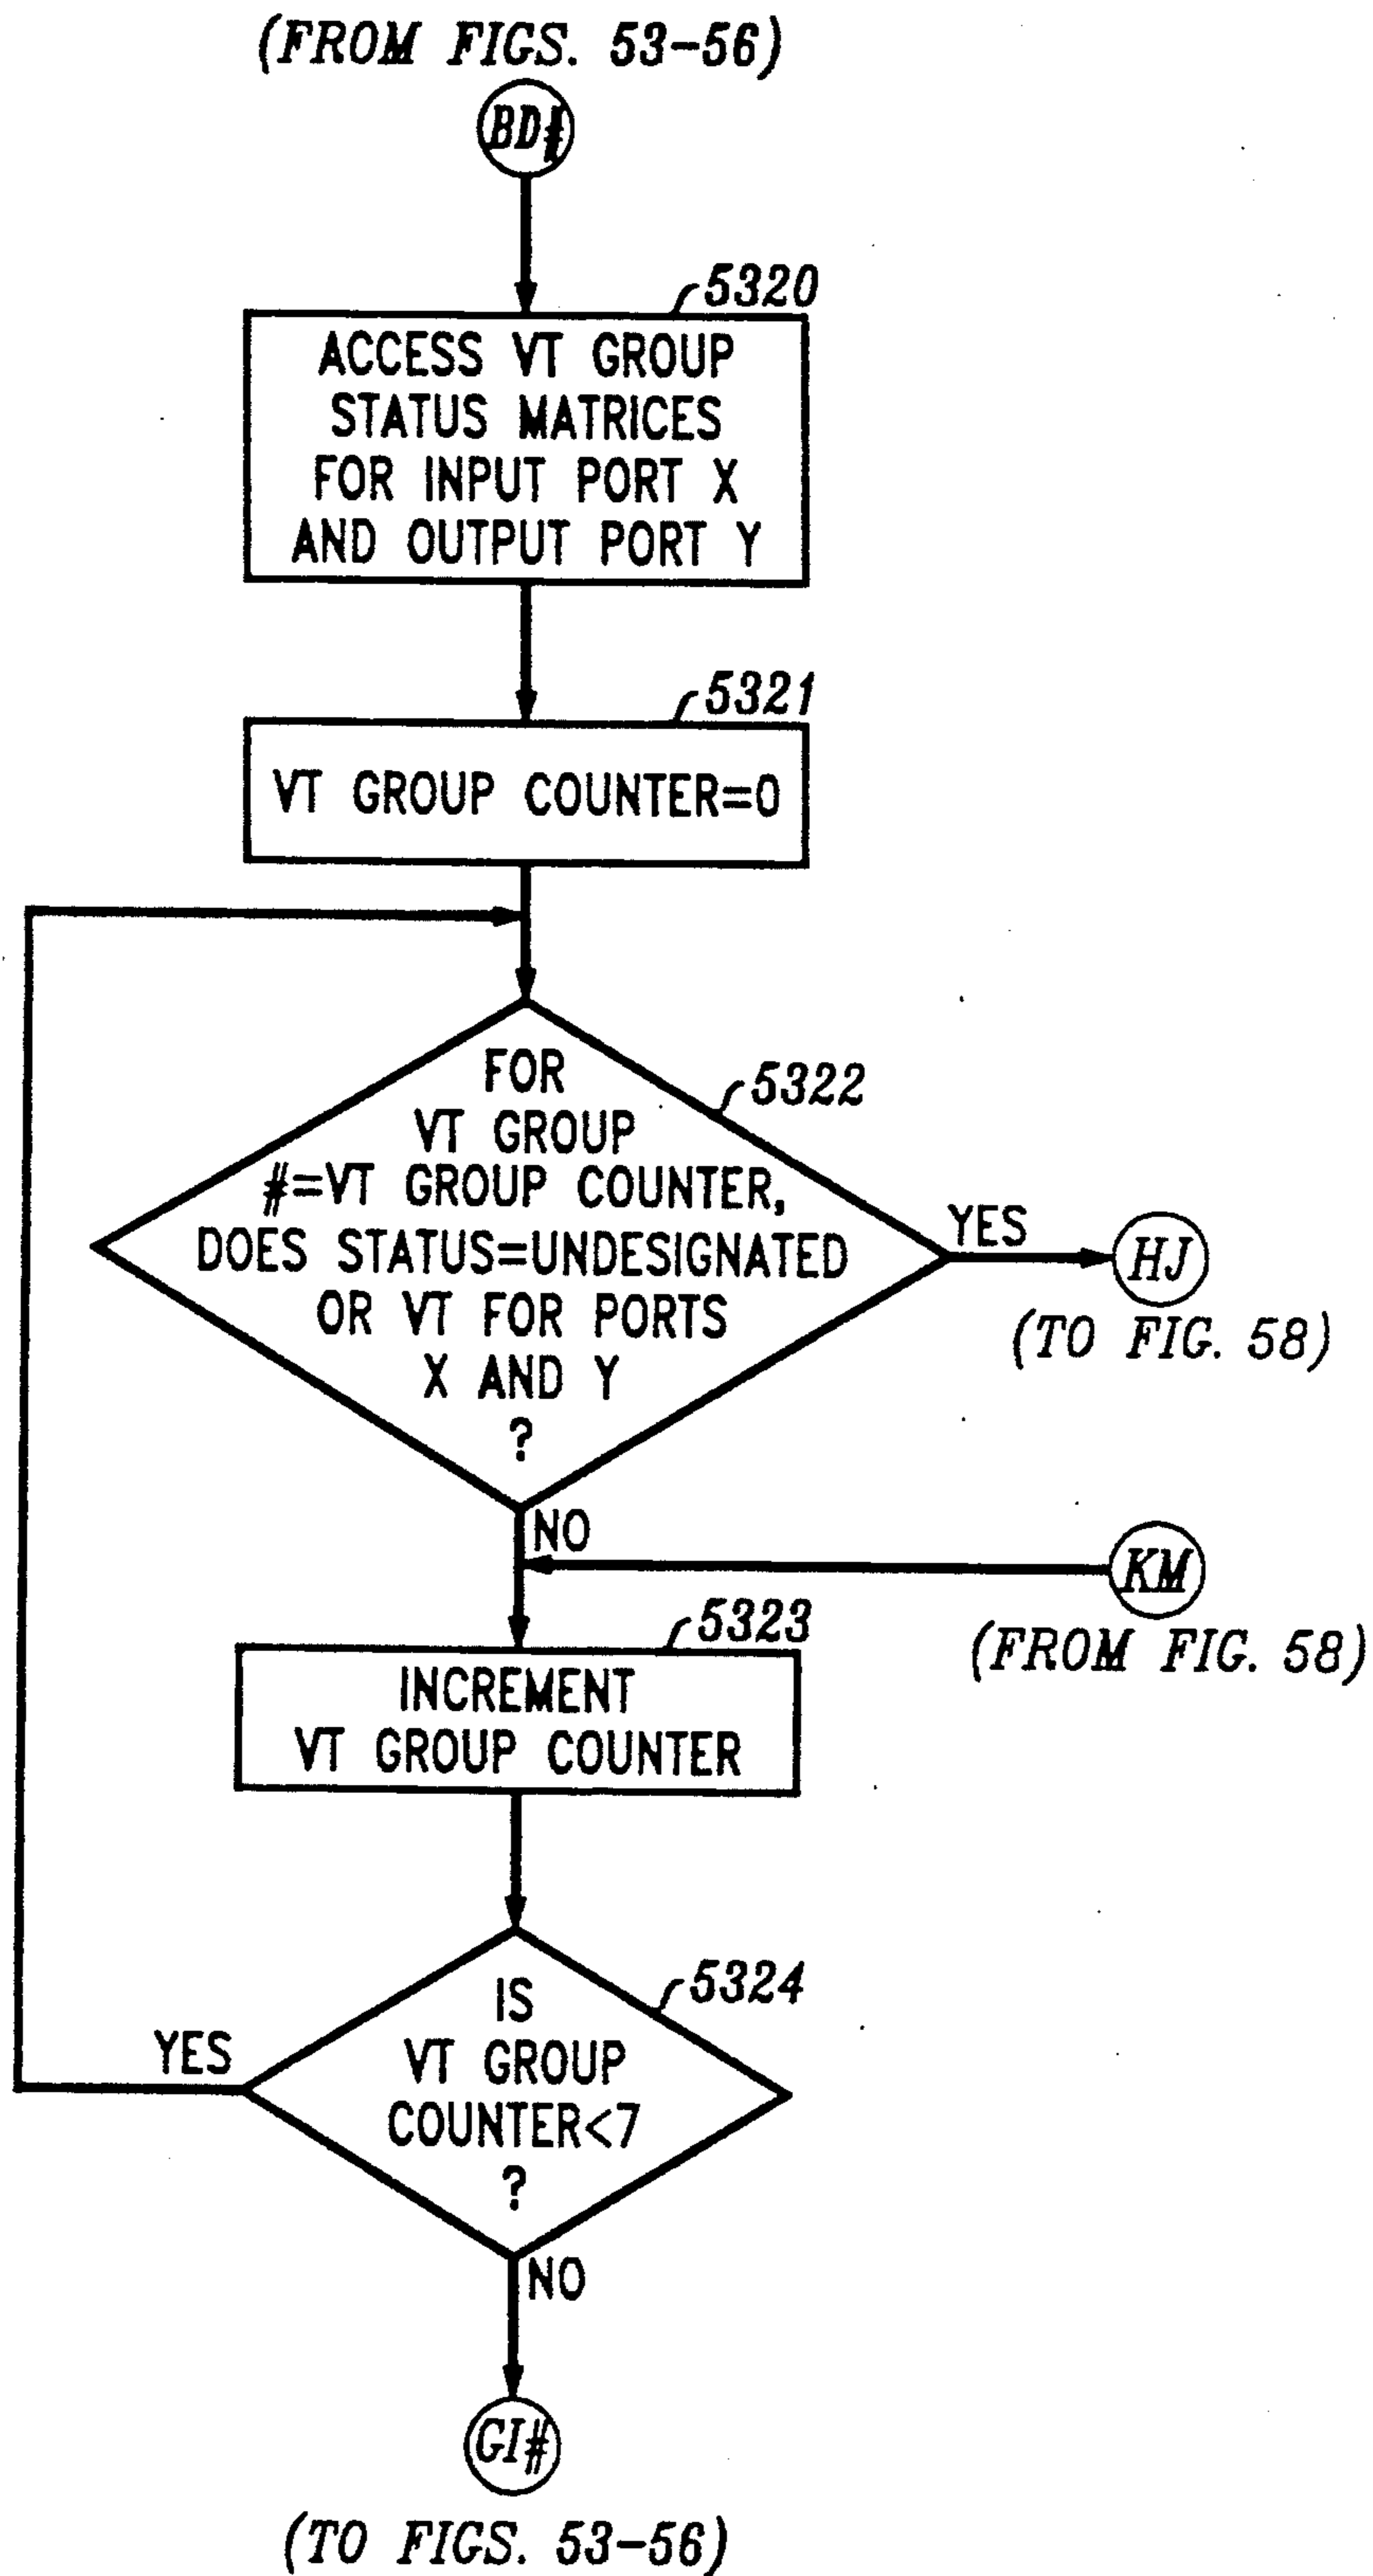 (FROM FIGS. 53-56)
BD#
5320
ACCESS VT GROUP
STATUS MATRICES
FOR INPUT PORT X
AND OUTPUT PORT Y
5321
VT GROUP COUNTER=0
FOR
5322
VT GROUP
#=VT GROUP COUNTER,
DOES STATUS=UNDESIGNATED
OR VT FOR PORTS
X AND Y
?
YES
HJ
(TO FIG. 58)
NO
KM
(FROM FIG. 58)
5323
INCREMENT
VT GROUP COUNTER
5324
IS
VT GROUP
COUNTER<7
?
YES
NO
GI#
(TO FIGS. 53-56)